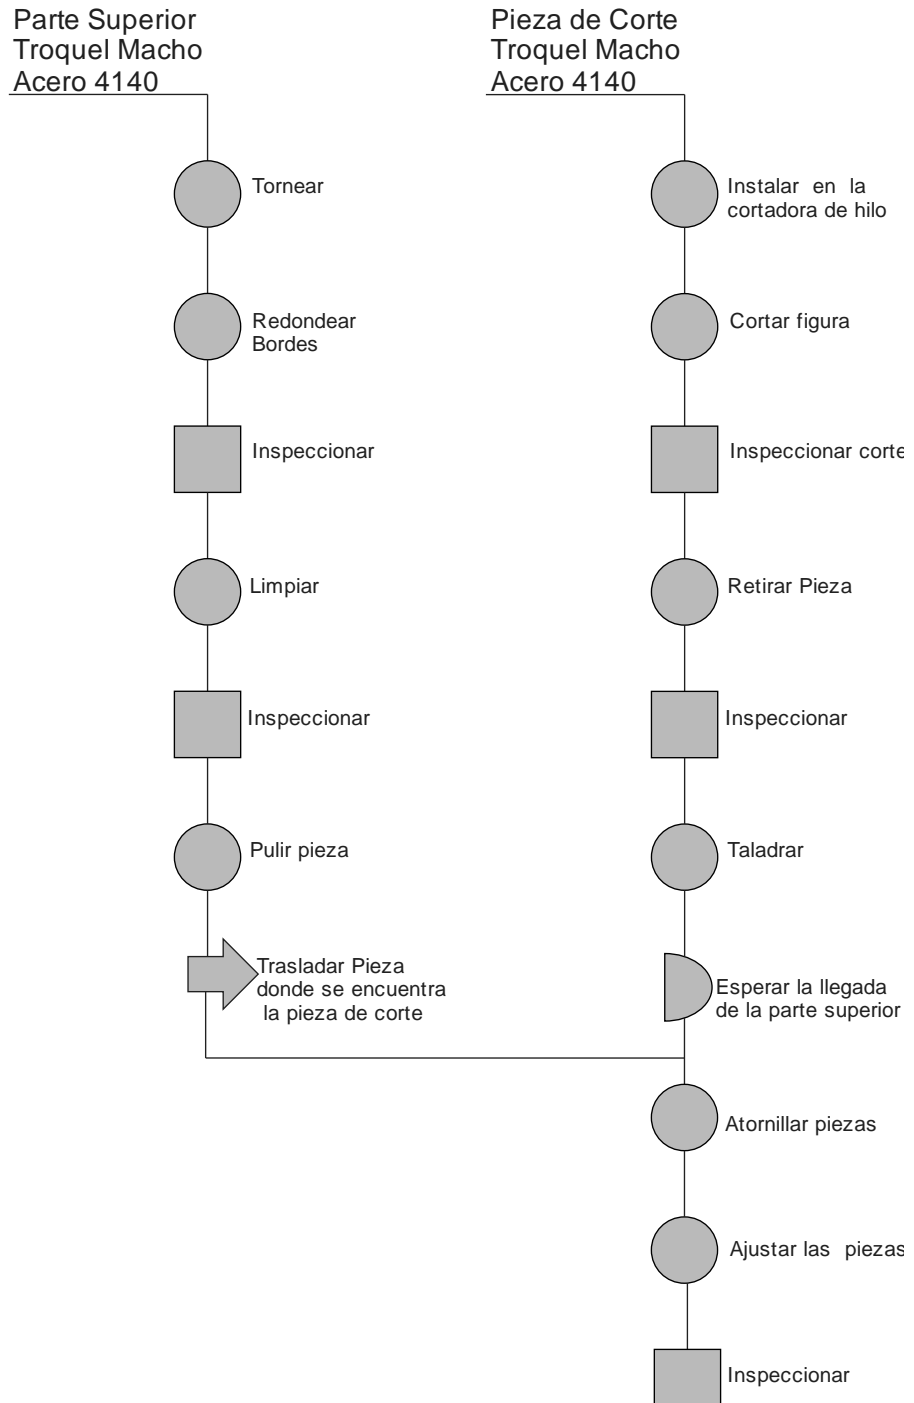 Parte Superior
Troquel Macho
Acero 4140
Tornear
Redondear
Bordes
Inspeccionar
Limpiar
Inspeccionar
Pulir pieza
Trasladar Pieza
donde se encuentra
la pieza de corte
Pieza de Corte
Troquel Macho
Acero 4140
Instalar en la
cortadora de hilo
Cortar figura
Inspeccionar corte
Retirar Pieza
Inspeccionar
Taladrar
Esperar la llegada
de la parte superior
Atornillar piezas
Ajustar las piezas
Inspeccionar